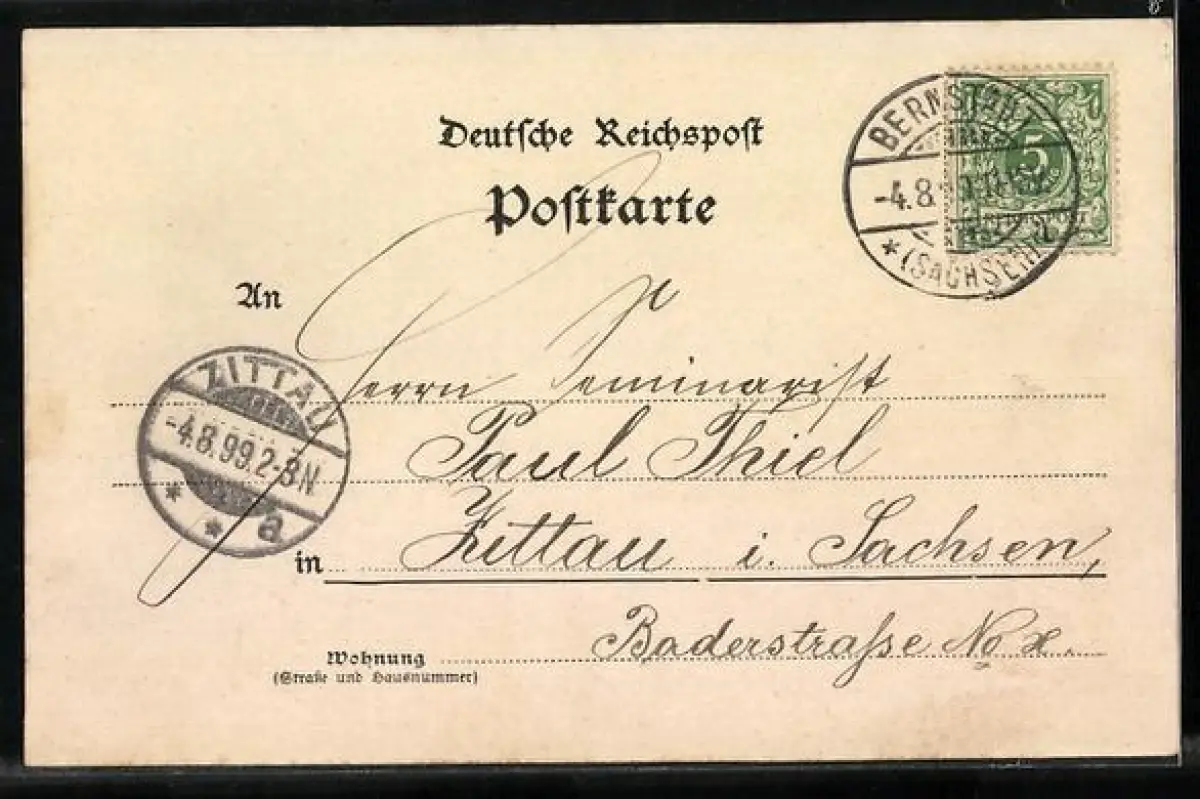 Deutsche Reichspost
Postkarte
BERNSTADT
-4.8.
* (SACHSEN)
a
5
REICHSPOST
An
Herrn Seminarist
Paul Thiel
in Zittau i. Sachsen,
Baderstraße No
Wohnung
(Straße und Hausnummer)
ZITTAU
-4.8.99.2-3N
* * a